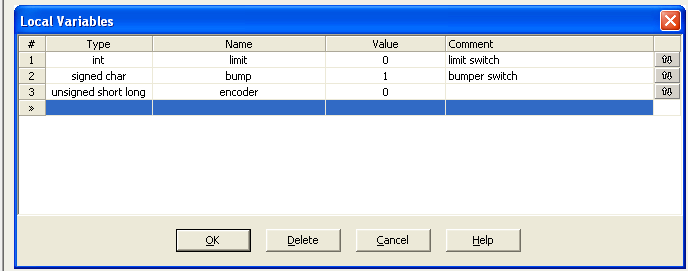 Local Variables
# Type Name Value Comment
1 int limit 0 limit switch
2 signed char bump 1 bumper switch
3 unsigned short long encoder 0
»
OK Delete Cancel Help